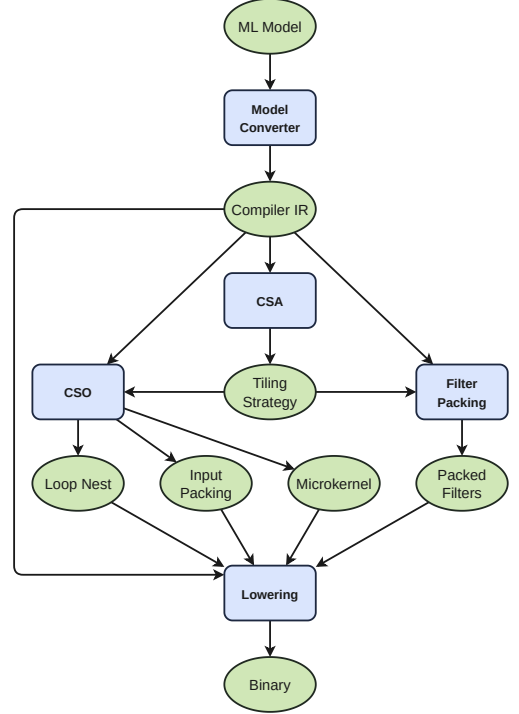 ML Model
Model
Converter
Compiler IR
CSA
CSO
Tiling
Strategy
Filter
Packing
Loop Nest
Input
Packing
Microkernel
Packed
Filters
Lowering
Binary